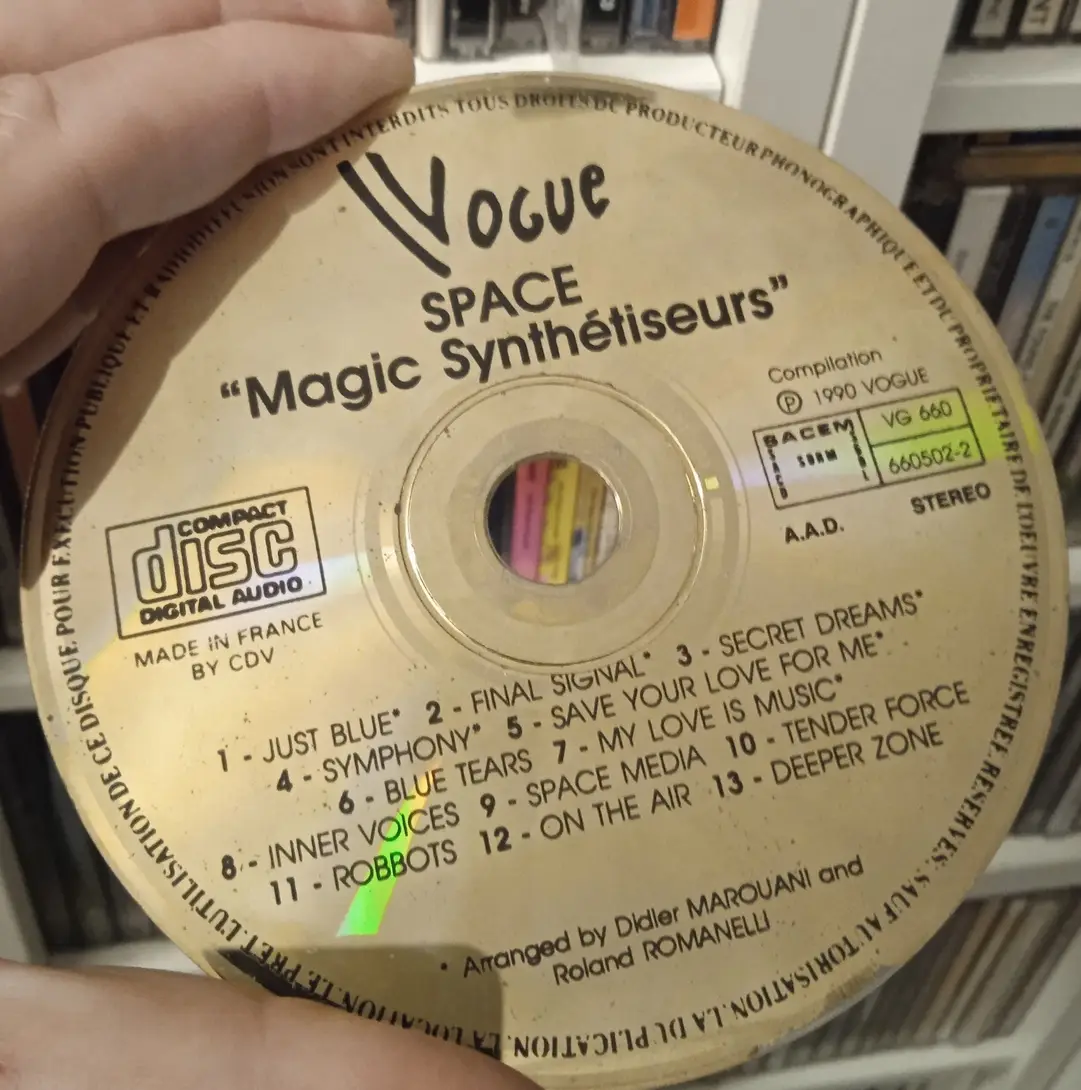 VOGUE
SPACE
“Magic Synthétiseurs”
Compilation
Ⓟ 1990 VOGUE
SACEM
SDRM
VG 660
660502-2
A.A.D.
STEREO
COMPACT
disc
DIGITAL AUDIO
MADE IN FRANCE
BY CDV
1 - JUST BLUE* 2 - FINAL SIGNAL* 3 - SECRET DREAMS*
4 - SYMPHONY* 5 - SAVE YOUR LOVE FOR ME*
6 - BLUE TEARS 7 - MY LOVE IS MUSIC*
8 - INNER VOICES 9 - SPACE MEDIA 10 - TENDER FORCE
11 - ROBBOTS 12 - ON THE AIR 13 - DEEPER ZONE
* Arranged by Didier MAROUANI and
Roland ROMANELLI
TOUS DROITS DU PRODUCTEUR PHONOGRAPHIQUE ET DU PROPRIETAIRE DE L'OEUVRE ENREGISTREE RESERVES. SAUF AUTORISATION. LA DUPLICATION. LA LOCATION. LE PRET. L'UTILISATION DE CE DISQUE POUR EXECUTION PUBLIQUE ET RADIODIFFUSION SONT INTERDITS